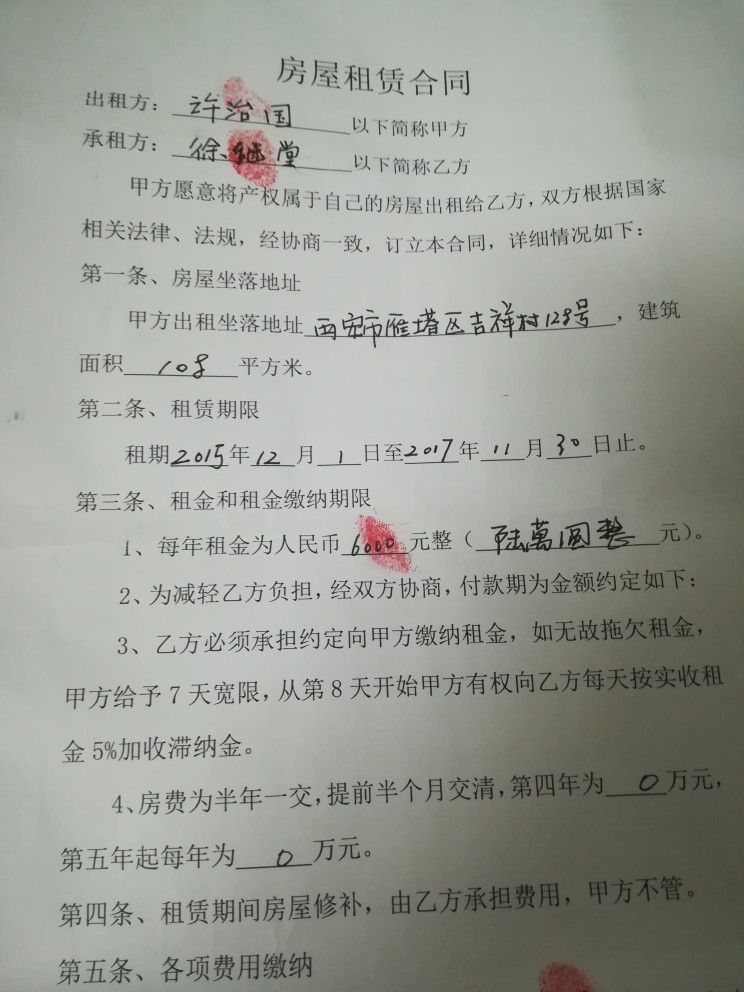 房屋租赁合同
出租方：许治国 以下简称甲方
承租方：徐继堂 以下简称乙方
甲方愿意将产权属于自己的房屋出租给乙方，双方根据国家
相关法律、法规，经协商一致，订立本合同，详细情况如下：
第一条、房屋坐落地址
甲方出租坐落地址西安市雁塔区吉祥村128号，建筑
面积108平方米。
第二条、租赁期限
租期2015年12月1日至2017年11月30日止。
第三条、租金和租金缴纳期限
1、每年租金为人民币6000元整（陆萬圆整元）。
2、为减轻乙方负担，经双方协商，付款期为金额约定如下：
3、乙方必须承担约定向甲方缴纳租金，如无故拖欠租金，
甲方给予7天宽限，从第8天开始甲方有权向乙方每天按实收租
金5%加收滞纳金。
4、房费为半年一交，提前半个月交清，第四年为0万元，
第五年起每年为0万元。
第四条、租赁期间房屋修补，由乙方承担费用，甲方不管。
第五条、各项费用缴纳